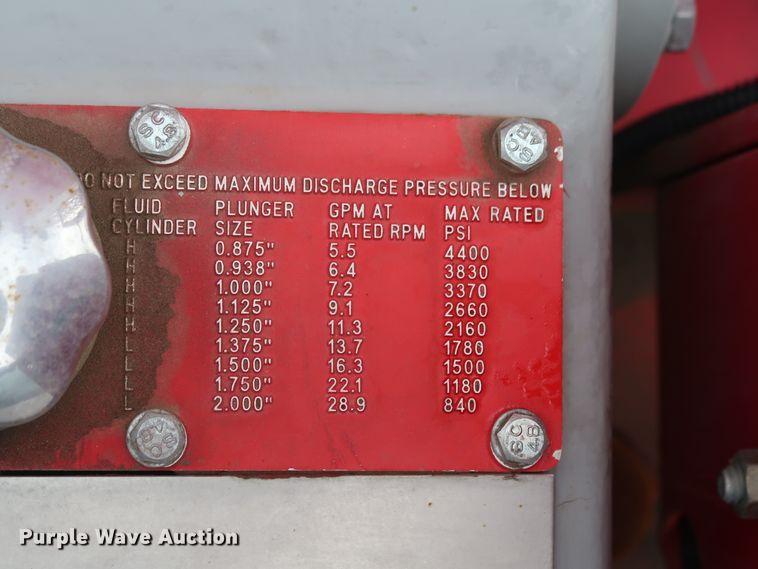 DO NOT EXCEED MAXIMUM DISCHARGE PRESSURE BELOW
FLUID CYLINDER PLUNGER SIZE GPM AT RATED RPM MAX RATED PSI
H 0.875" 5.5 4400
H 0.938" 6.4 3830
H 1.000" 7.2 3370
H 1.125" 9.1 2660
H 1.250" 11.3 2160
L 1.375" 13.7 1780
L 1.500" 16.3 1500
L 1.750" 22.1 1180
L 2.000" 28.9 840
Purple Wave Auction